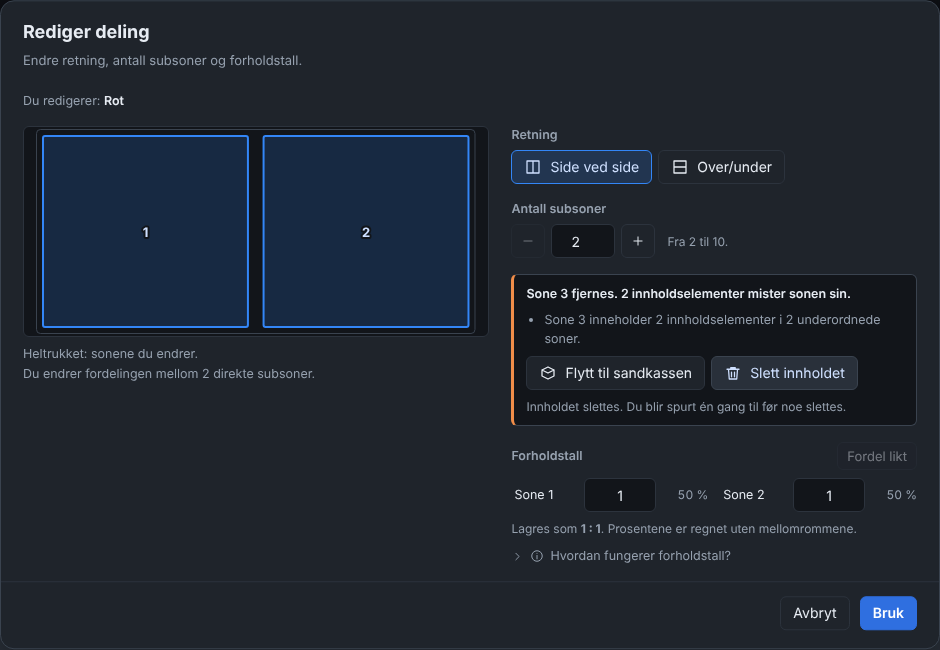 Rediger deling
Endre retning, antall subsoner og forholdstall.
Du redigerer: Rot
1
2
Heltrukket: sonene du endrer.
Du endrer fordelingen mellom 2 direkte subsoner.
Retning
Side ved side
Over/under
Antall subsoner
− 2 + Fra 2 til 10.
Sone 3 fjernes. 2 innholdselementer mister sonen sin.
• Sone 3 inneholder 2 innholdselementer i 2 underordnede
soner.
Flytt til sandkassen
Slett innholdet
Innholdet slettes. Du blir spurt én gang til før noe slettes.
Forholdstall
Fordel likt
Sone 1 1 50 % Sone 2 1 50 %
Lagres som 1 : 1. Prosentene er regnet uten mellomrommene.
Hvordan fungerer forholdstall?
Avbryt
Bruk